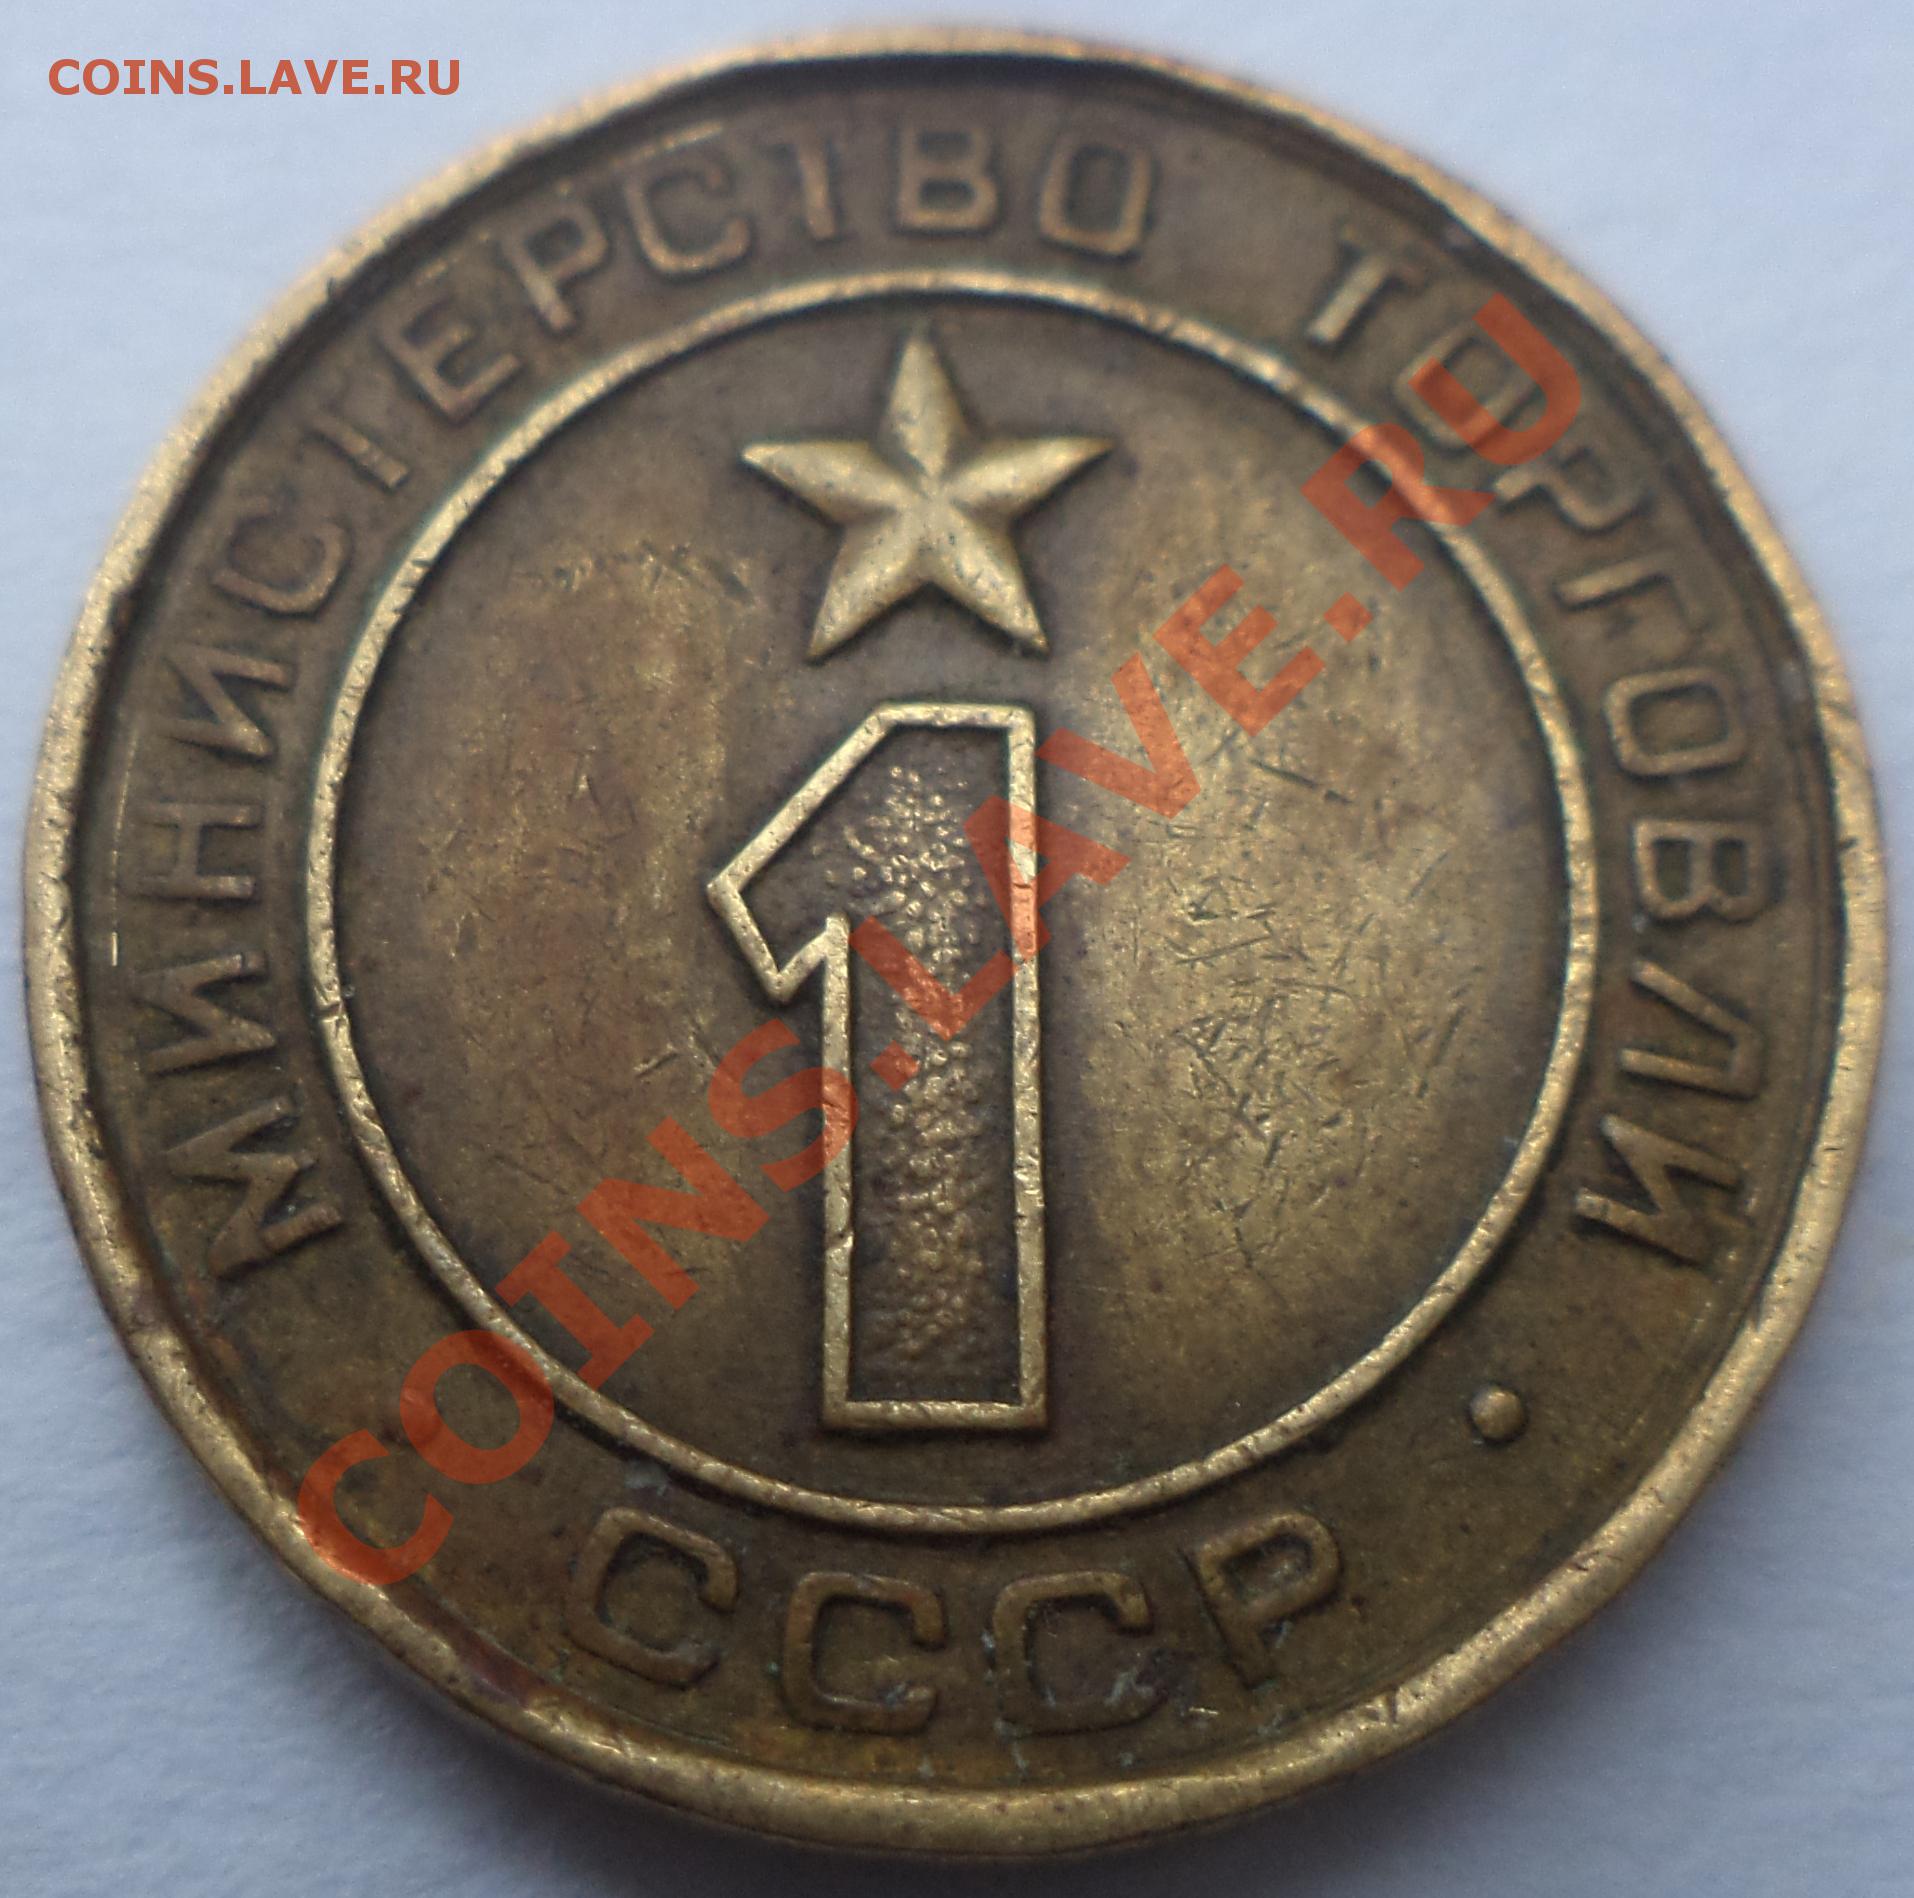 COINS.LAVE.RU
МИНИСТЕРСТВО ТОРГОВЛИ
1
СССР
COINS.LAVE.RU